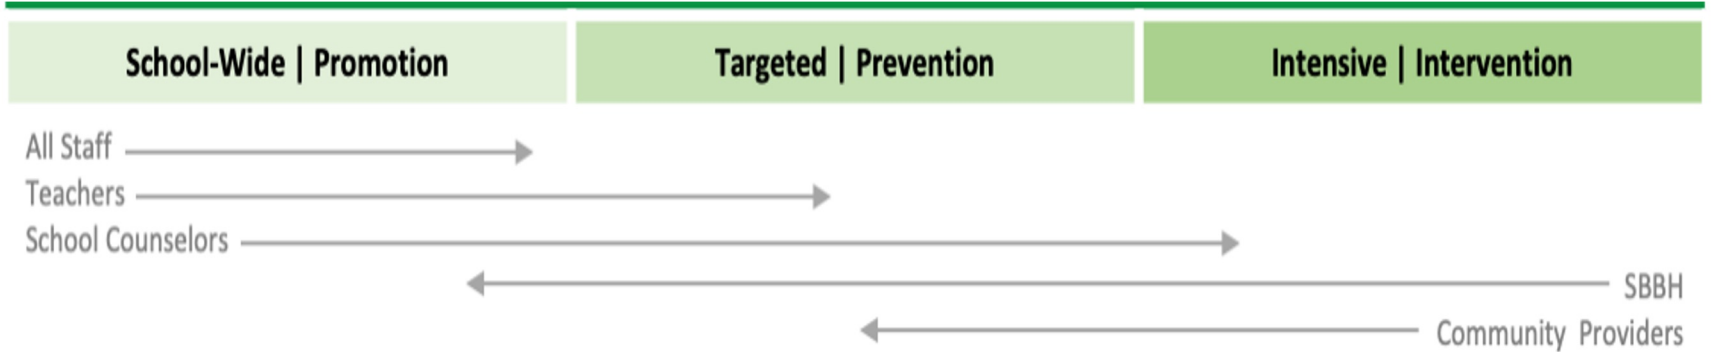 School-Wide | Promotion
Targeted | Prevention
Intensive | Intervention
All Staff
Teachers
School Counselors
SBBH
Community Providers